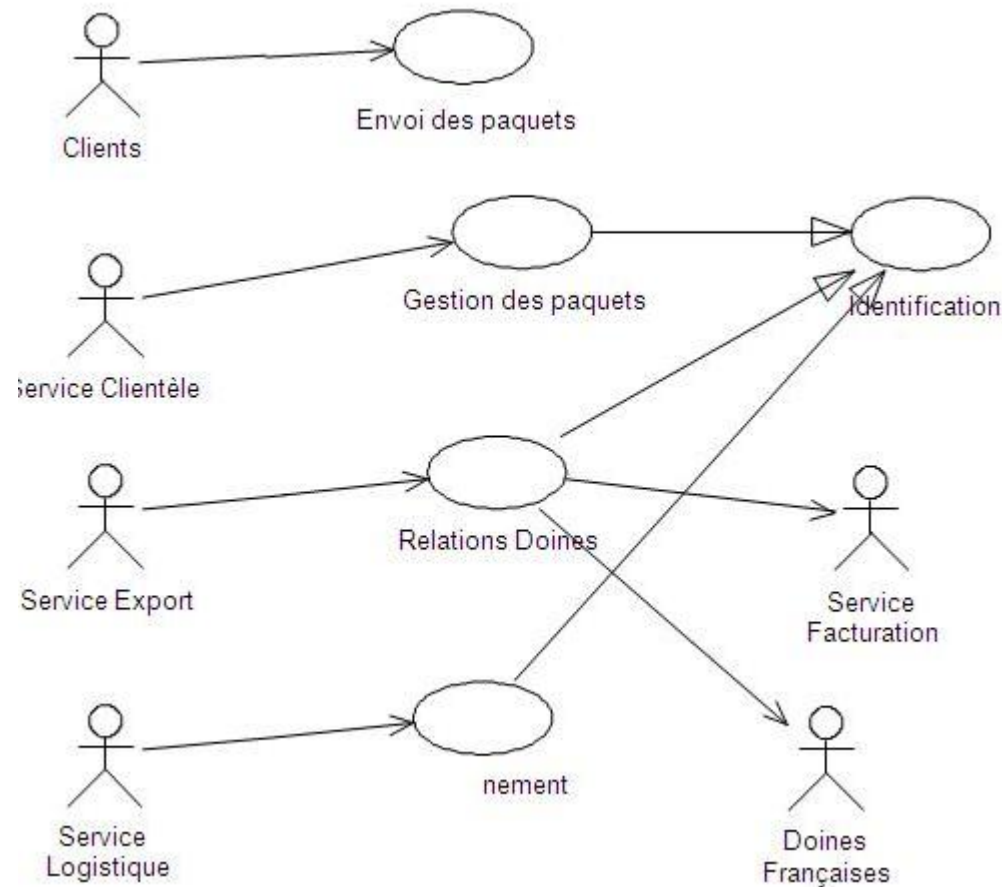 Clients
Envoi des paquets
Gestion des paquets
Identification
Service Clientèle
Relations Doines
Service Export
Service
Facturation
nement
Service
Logistique
Doines
Françaises